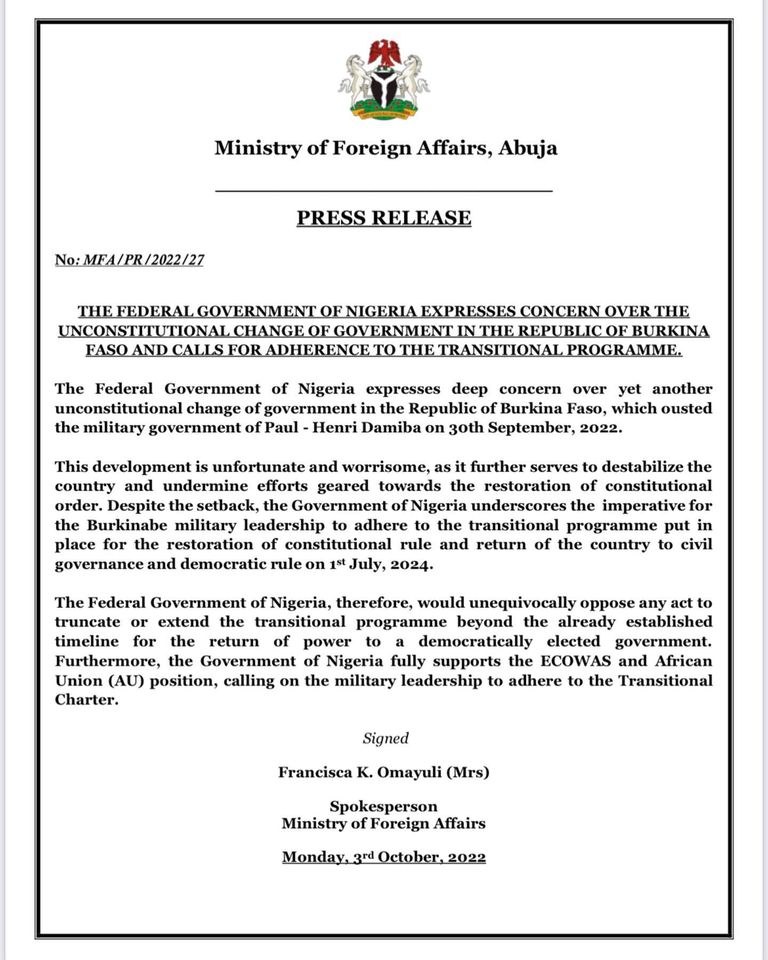 Ministry of Foreign Affairs, Abuja
PRESS RELEASE
No: MFA/PR/2022/27
THE FEDERAL GOVERNMENT OF NIGERIA EXPRESSES CONCERN OVER THE
UNCONSTITUTIONAL CHANGE OF GOVERNMENT IN THE REPUBLIC OF BURKINA
FASO AND CALLS FOR ADHERENCE TO THE TRANSITIONAL PROGRAMME.
The Federal Government of Nigeria expresses deep concern over yet another
unconstitutional change of government in the Republic of Burkina Faso, which ousted
the military government of Paul - Henri Damiba on 30th September, 2022.
This development is unfortunate and worrisome, as it further serves to destabilize the
country and undermine efforts geared towards the restoration of constitutional
order. Despite the setback, the Government of Nigeria underscores the imperative for
the Burkinabe military leadership to adhere to the transitional programme put in
place for the restoration of constitutional rule and return of the country to civil
governance and democratic rule on 1st July, 2024.
The Federal Government of Nigeria, therefore, would unequivocally oppose any act to
truncate or extend the transitional programme beyond the already established
timeline for the return of power to a democratically elected government.
Furthermore, the Government of Nigeria fully supports the ECOWAS and African
Union (AU) position, calling on the military leadership to adhere to the Transitional
Charter.
Signed
Francisca K. Omayuli (Mrs)
Spokesperson
Ministry of Foreign Affairs
Monday, 3rd October, 2022